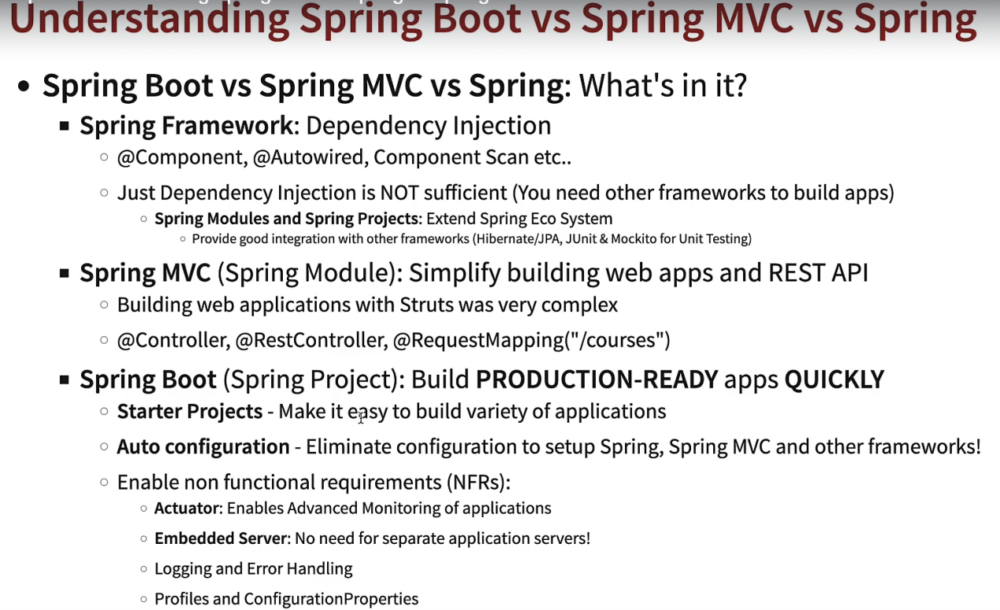 Understanding Spring Boot vs Spring MVC vs Spring
Spring Boot vs Spring MVC vs Spring: What's in it?
Spring Framework: Dependency Injection
@Component, @Autowired, Component Scan etc..
Just Dependency Injection is NOT sufficient (You need other frameworks to build apps)
Spring Modules and Spring Projects: Extend Spring Eco System
Provide good integration with other frameworks (Hibernate/JPA, JUnit & Mockito for Unit Testing)
Spring MVC (Spring Module): Simplify building web apps and REST API
Building web applications with Struts was very complex
@Controller, @RestController, @RequestMapping("/courses")
Spring Boot (Spring Project): Build PRODUCTION-READY apps QUICKLY
Starter Projects - Make it easy to build variety of applications
Auto configuration - Eliminate configuration to setup Spring, Spring MVC and other frameworks!
Enable non functional requirements (NFRs):
Actuator: Enables Advanced Monitoring of applications
Embedded Server: No need for separate application servers!
Logging and Error Handling
Profiles and ConfigurationProperties